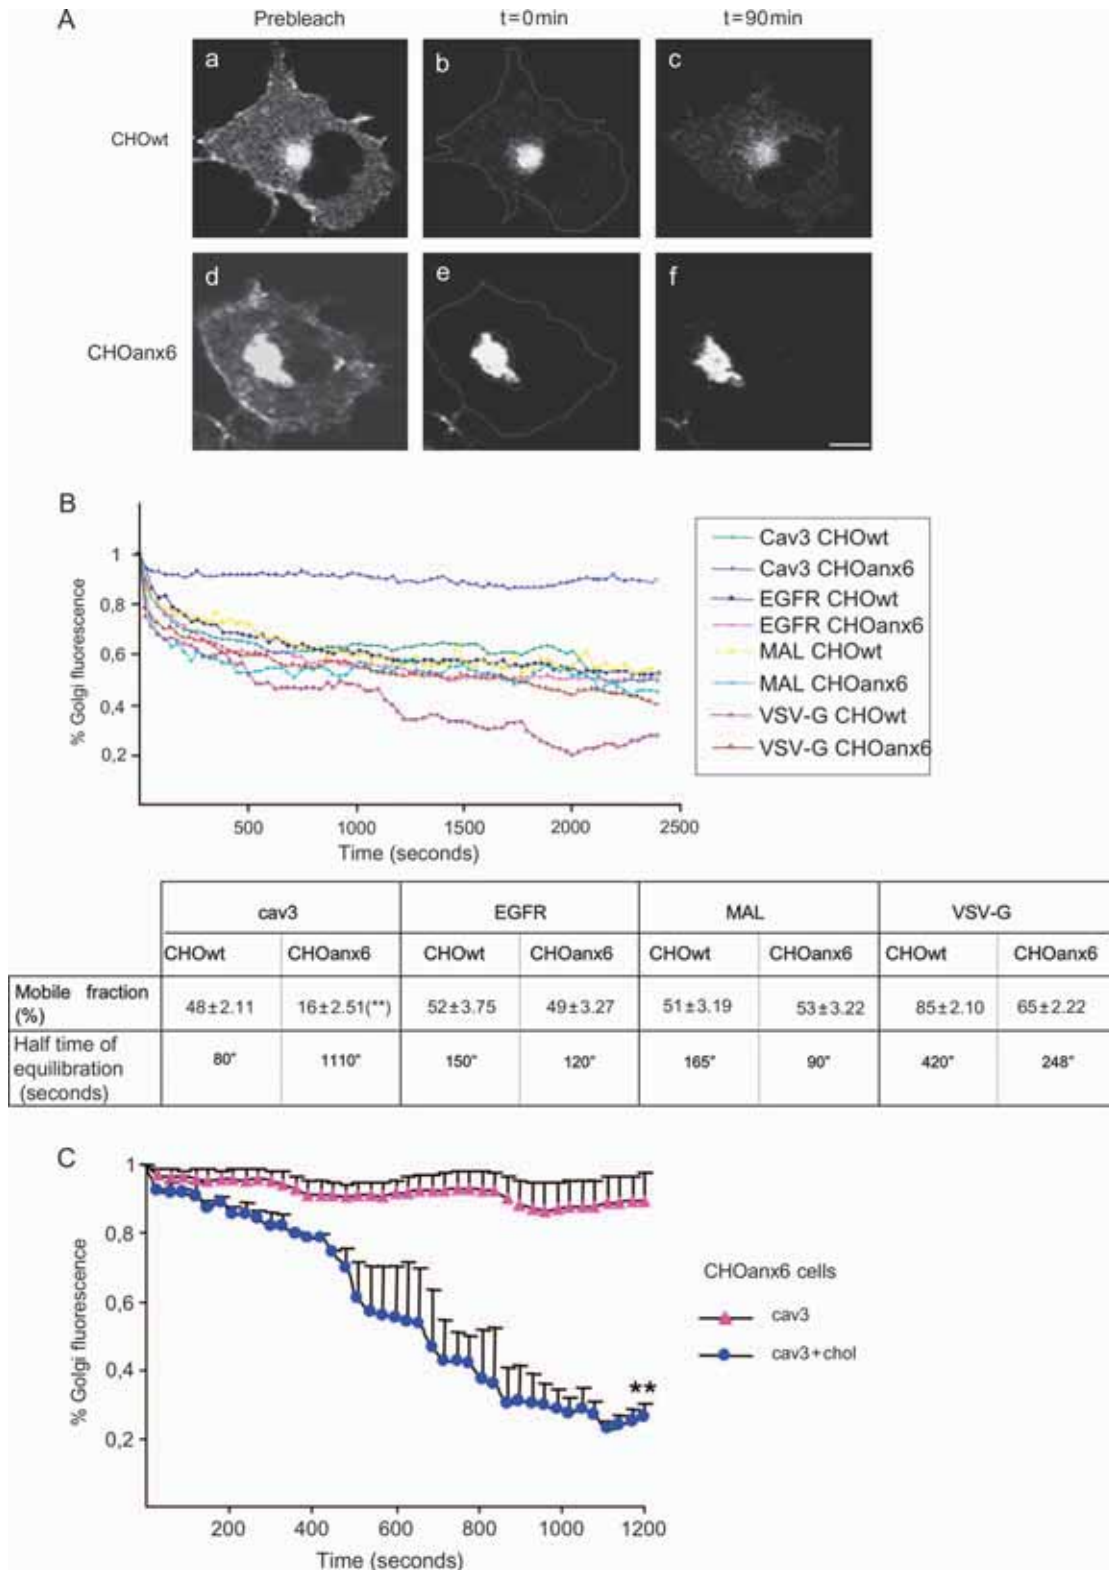 A
Prebleach t=0min t=90min
a b c
CHOwt
d e f
CHOanx6
B
% Golgi fluorescence
1
0,8
0,6
0,4
0,2
500 1000 1500 2000 2500
Time (seconds)
Cav3 CHOwt
Cav3 CHOanx6
EGFR CHOwt
EGFR CHOanx6
MAL CHOwt
MAL CHOanx6
VSV-G CHOwt
VSV-G CHOanx6
cav3 EGFR MAL VSV-G
CHOwt CHOanx6 CHOwt CHOanx6 CHOwt CHOanx6 CHOwt CHOanx6
Mobile fraction
(%) 48±2.11 16±2.51(**) 52±3.75 49±3.27 51±3.19 53±3.22 85±2.10 65±2.22
Half time of
equilibration
(seconds) 80" 1110" 150" 120" 165" 90" 420" 248"
C
% Golgi fluorescence
1
0,8
0,6
0,4
0,2
200 400 600 800 1000 1200
Time (seconds)
**
CHOanx6 cells
cav3
cav3+chol